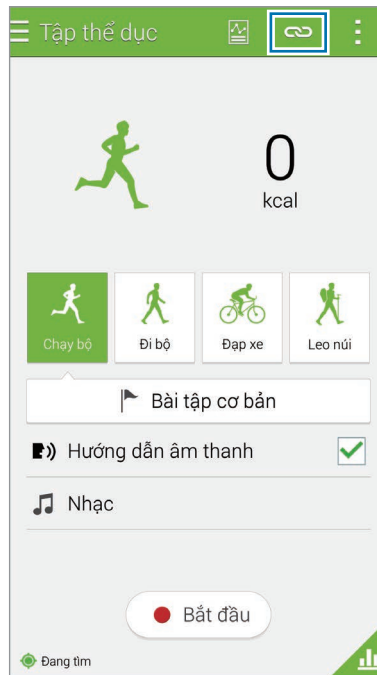 Tập thể dục
0
kcal
Chạy bộ
Đi bộ
Đạp xe
Leo núi
Bài tập cơ bản
Hướng dẫn âm thanh
Nhạc
Bắt đầu
Đang tìm